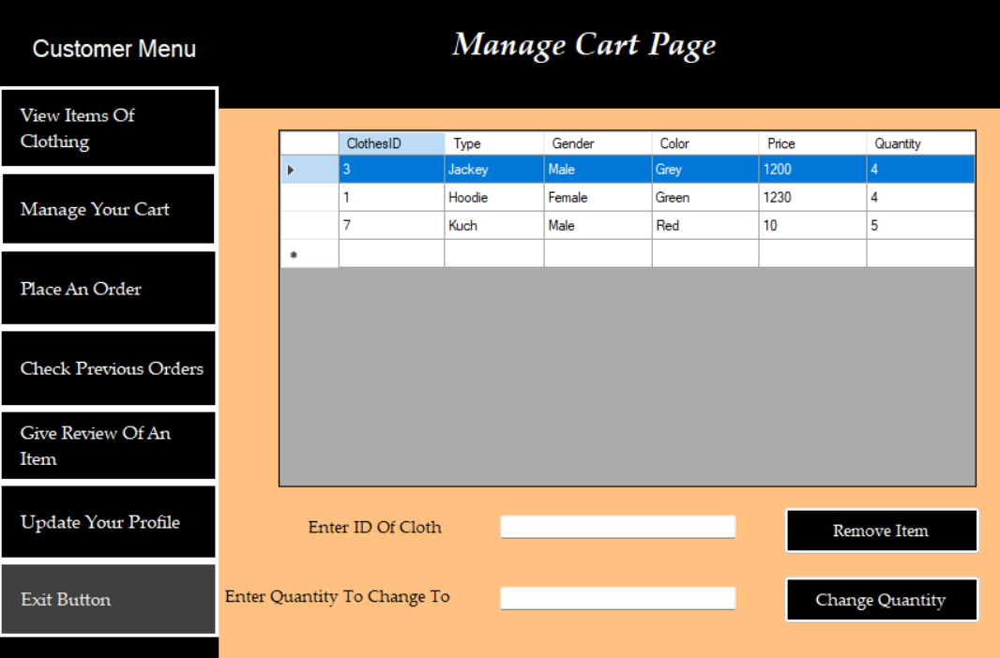 Customer Menu
Manage Cart Page
View Items Of
Clothing
Manage Your Cart
Place An Order
Check Previous Orders
Give Review Of An
Item
Update Your Profile
Exit Button
ClothesID Type Gender Color Price Quantity
3 Jackey Male Grey 1200 4
1 Hoodie Female Green 1230 4
7 Kuch Male Red 10 5
Enter ID Of Cloth
Remove Item
Enter Quantity To Change To
Change Quantity